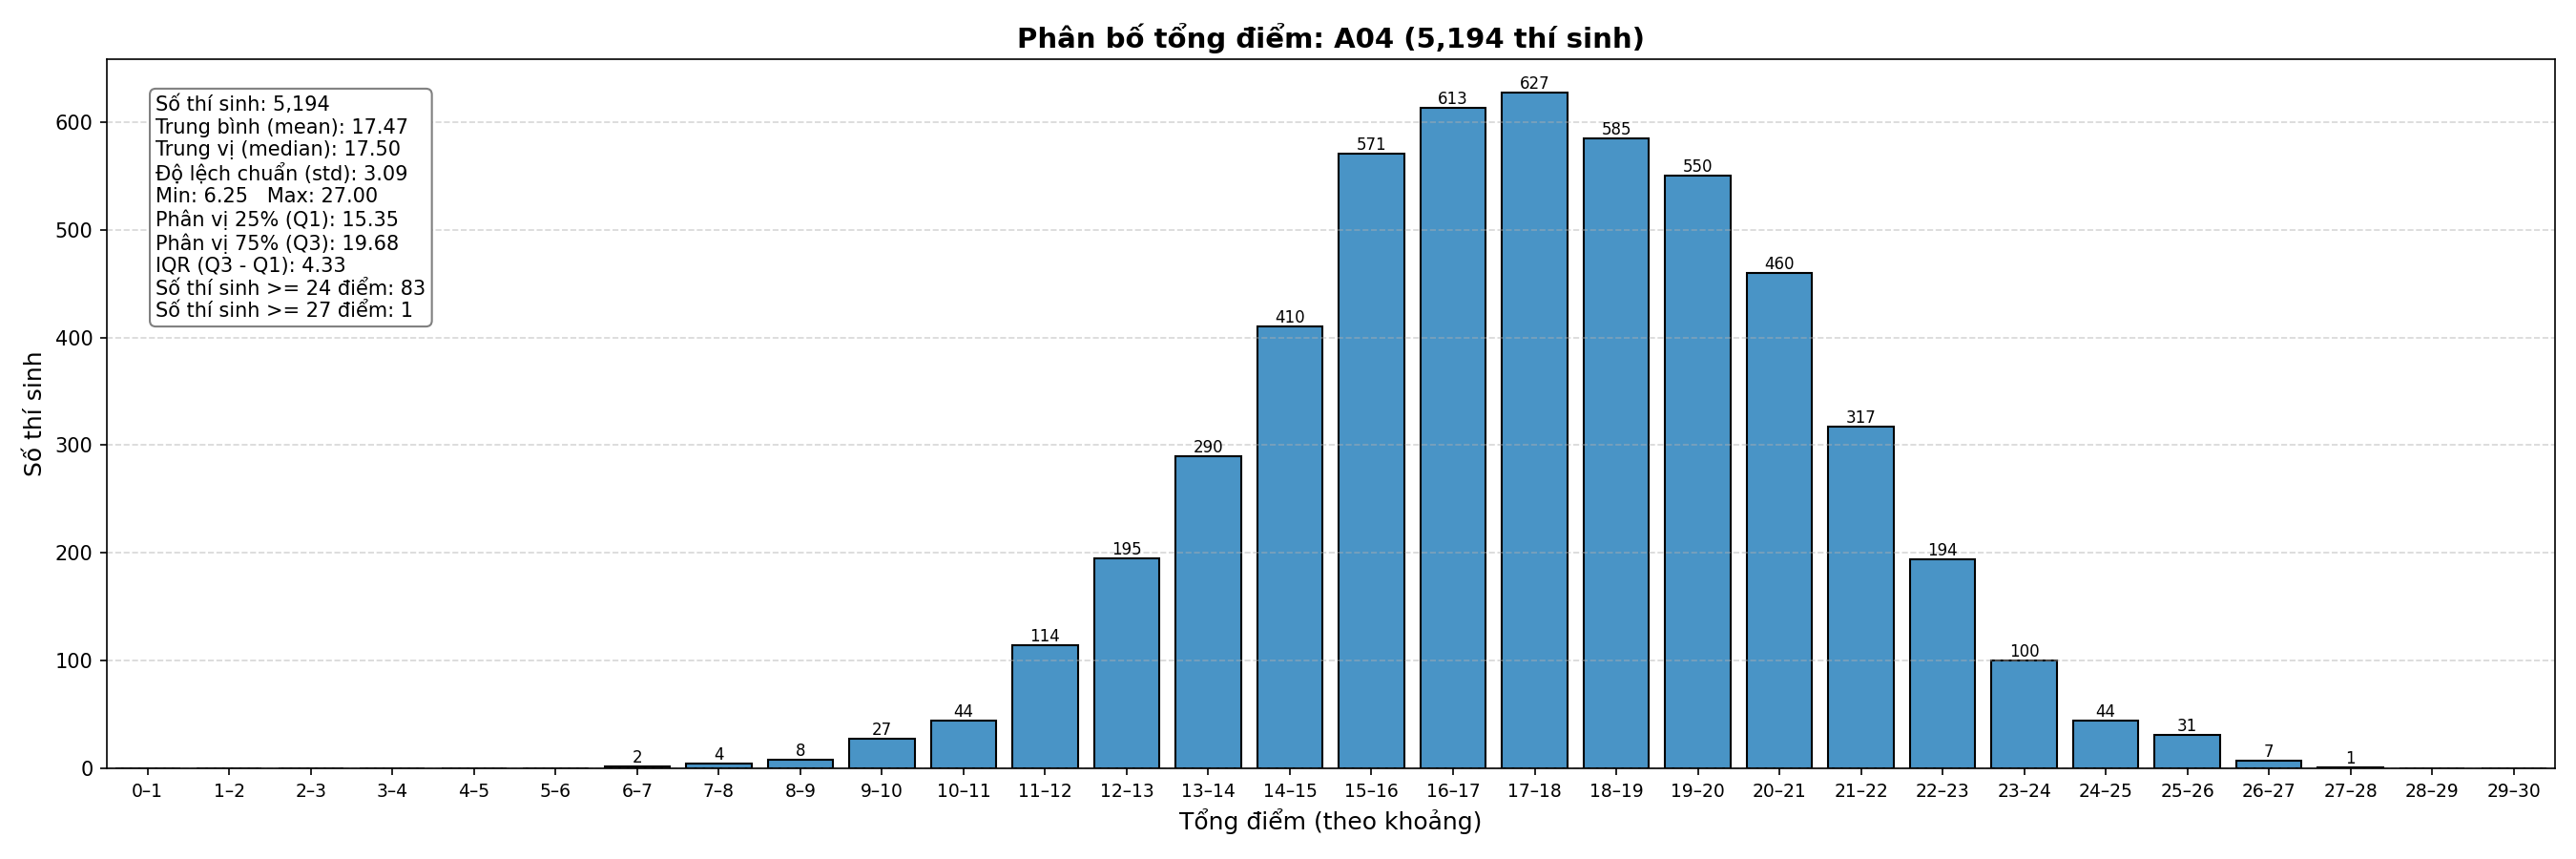 Phân bố tổng điểm: A04 (5,194 thí sinh)
Số thí sinh: 5,194
Trung bình (mean): 17.47
Trung vị (median): 17.50
Độ lệch chuẩn (std): 3.09
Min: 6.25   Max: 27.00
Phân vị 25% (Q1): 15.35
Phân vị 75% (Q3): 19.68
IQR (Q3 - Q1): 4.33
Số thí sinh >= 24 điểm: 83
Số thí sinh >= 27 điểm: 1
Số thí sinh
600
500
400
300
200
100
0
2
4
8
27
44
114
195
290
410
571
613
627
585
550
460
317
194
100
44
31
7
1
0–1 1–2 2–3 3–4 4–5 5–6 6–7 7–8 8–9 9–10 10–11 11–12 12–13 13–14 14–15 15–16 16–17 17–18 18–19 19–20 20–21 21–22 22–23 23–24 24–25 25–26 26–27 27–28 28–29 29–30
Tổng điểm (theo khoảng)